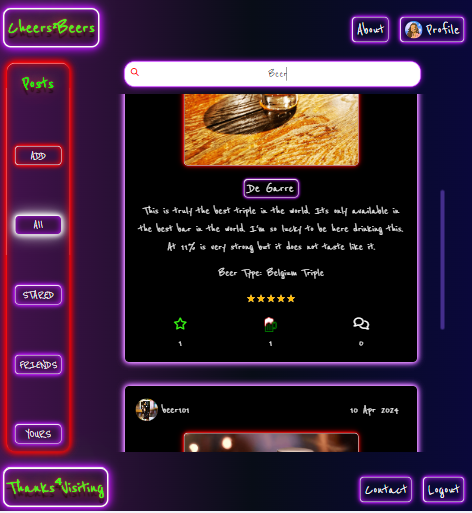 Cheers2Beers
About
Profile
Posts
Beer
ADD
All
STARED
FRIENDS
YOURS
De Garre
This is truly the best triple in the world. It's only available in
the best bar in the world. I'm so lucky to be here drinking this.
At 11% is very strong but it does not taste like it.
Beer Type: Belgium Triple
1
1
0
beer101
10 Apr 2024
Thanks4Visiting
Contact
Logout